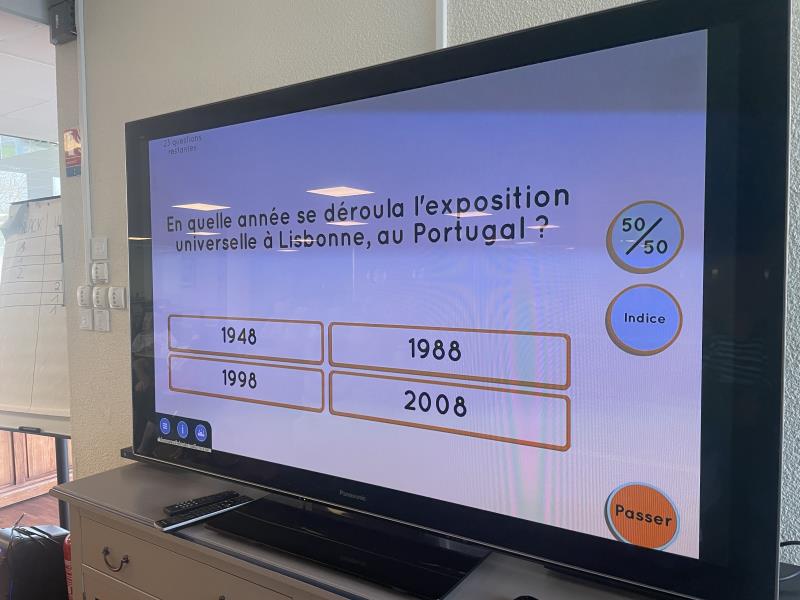 23 questions
restantes
En quelle année se déroula l'exposition
universelle à Lisbonne, au Portugal ?
50/50
Indice
1948
1988
1998
2008
Passer
Panasonic